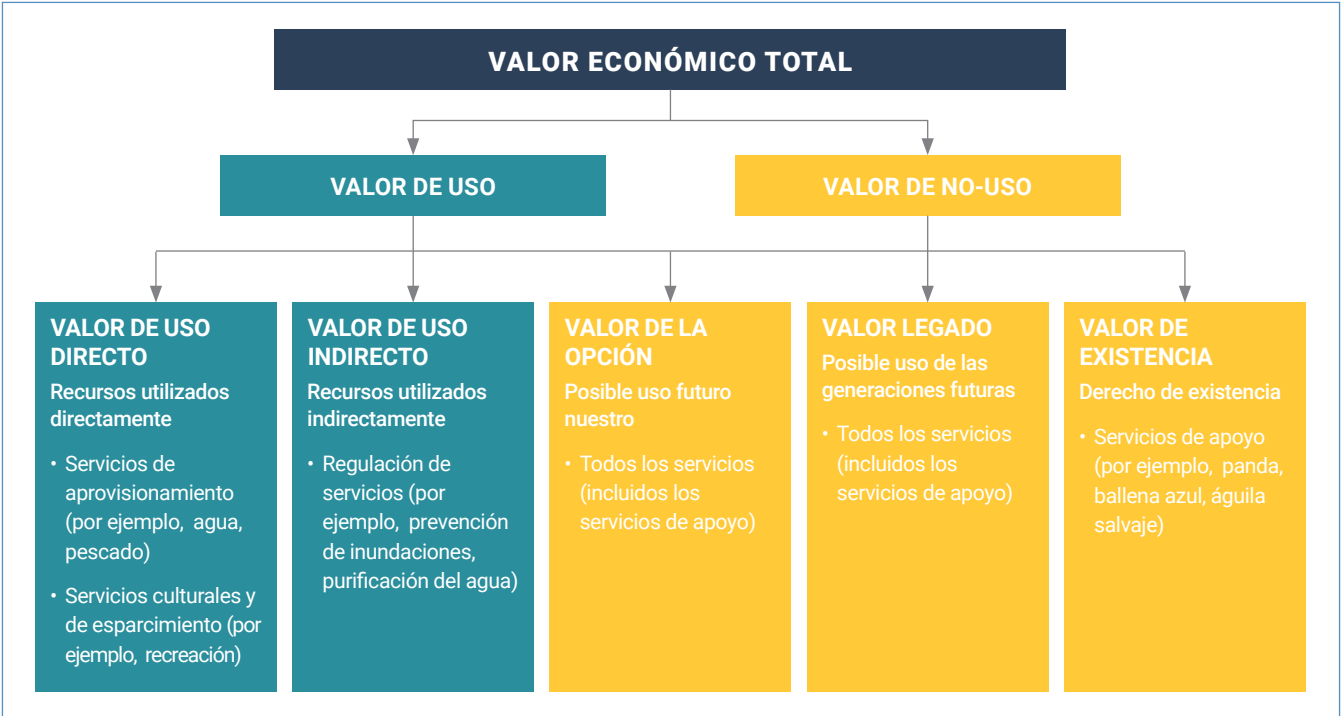 VALOR ECONÓMICO TOTAL
VALOR DE USO
VALOR DE NO-USO
VALOR DE USO
DIRECTO
Recursos utilizados
directamente
• Servicios de
aprovisionamiento
(por ejemplo, agua,
pescado)
• Servicios culturales y
de esparcimiento (por
ejemplo, recreación)
VALOR DE USO
INDIRECTO
Recursos utilizados
indirectamente
• Regulación de
servicios (por
ejemplo, prevención
de inundaciones,
purificación del agua)
VALOR DE LA
OPCIÓN
Posible uso futuro
nuestro
• Todos los servicios
(incluidos los
servicios de apoyo)
VALOR LEGADO
Posible uso de las
generaciones futuras
• Todos los servicios
(incluidos los
servicios de apoyo)
VALOR DE
EXISTENCIA
Derecho de existencia
• Servicios de apoyo
(por ejemplo, panda,
ballena azul, águila
salvaje)